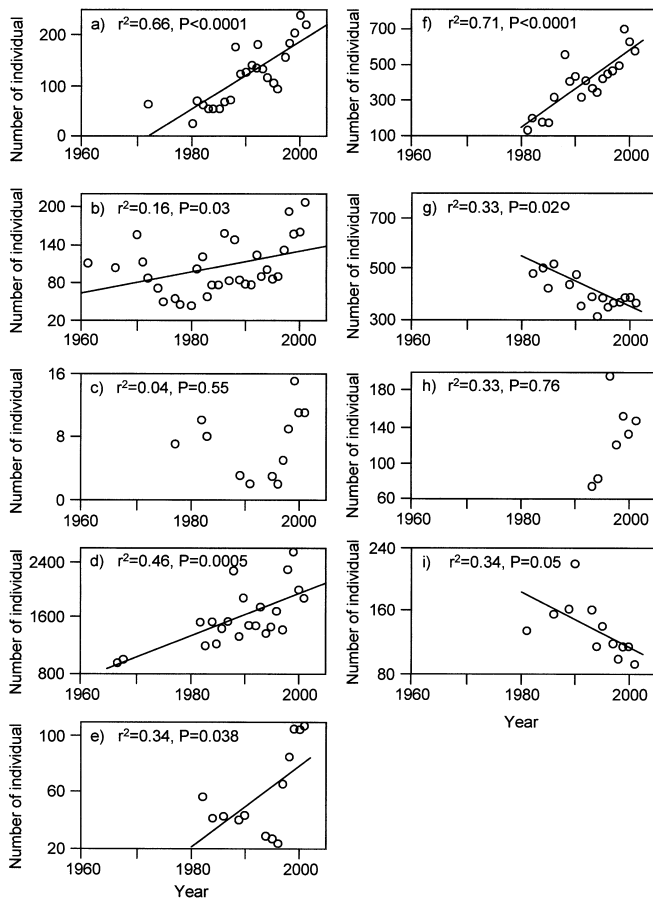 a) r²=0.66, P<0.0001
Number of individual
250
200
100
0
1960
1980
2000
b) r²=0.16, P=0.03
Number of individual
200
140
80
20
1960
1980
2000
c) r²=0.04, P=0.55
Number of individual
16
8
4
0
1960
1980
2000
d) r²=0.46, P=0.0005
Number of individual
2400
1600
800
1960
1980
2000
e) r²=0.34, P=0.038
Number of individual
100
60
20
1960
1980
2000
Year
f) r²=0.71, P<0.0001
Number of individual
700
500
300
100
1960
1980
2000
g) r²=0.33, P=0.02
Number of individual
700
500
300
1960
1980
2000
h) r²=0.33, P=0.76
Number of individual
180
140
100
60
1960
1980
2000
i) r²=0.34, P=0.05
Number of individual
240
160
80
1960
1980
2000
Year